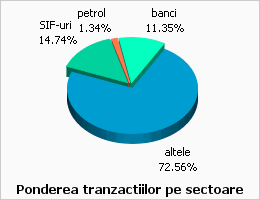 petrol
1.34%
banci
11.35%
SIF-uri
14.74%
altele
72.56%
Ponderea tranzactiilor pe sectoare